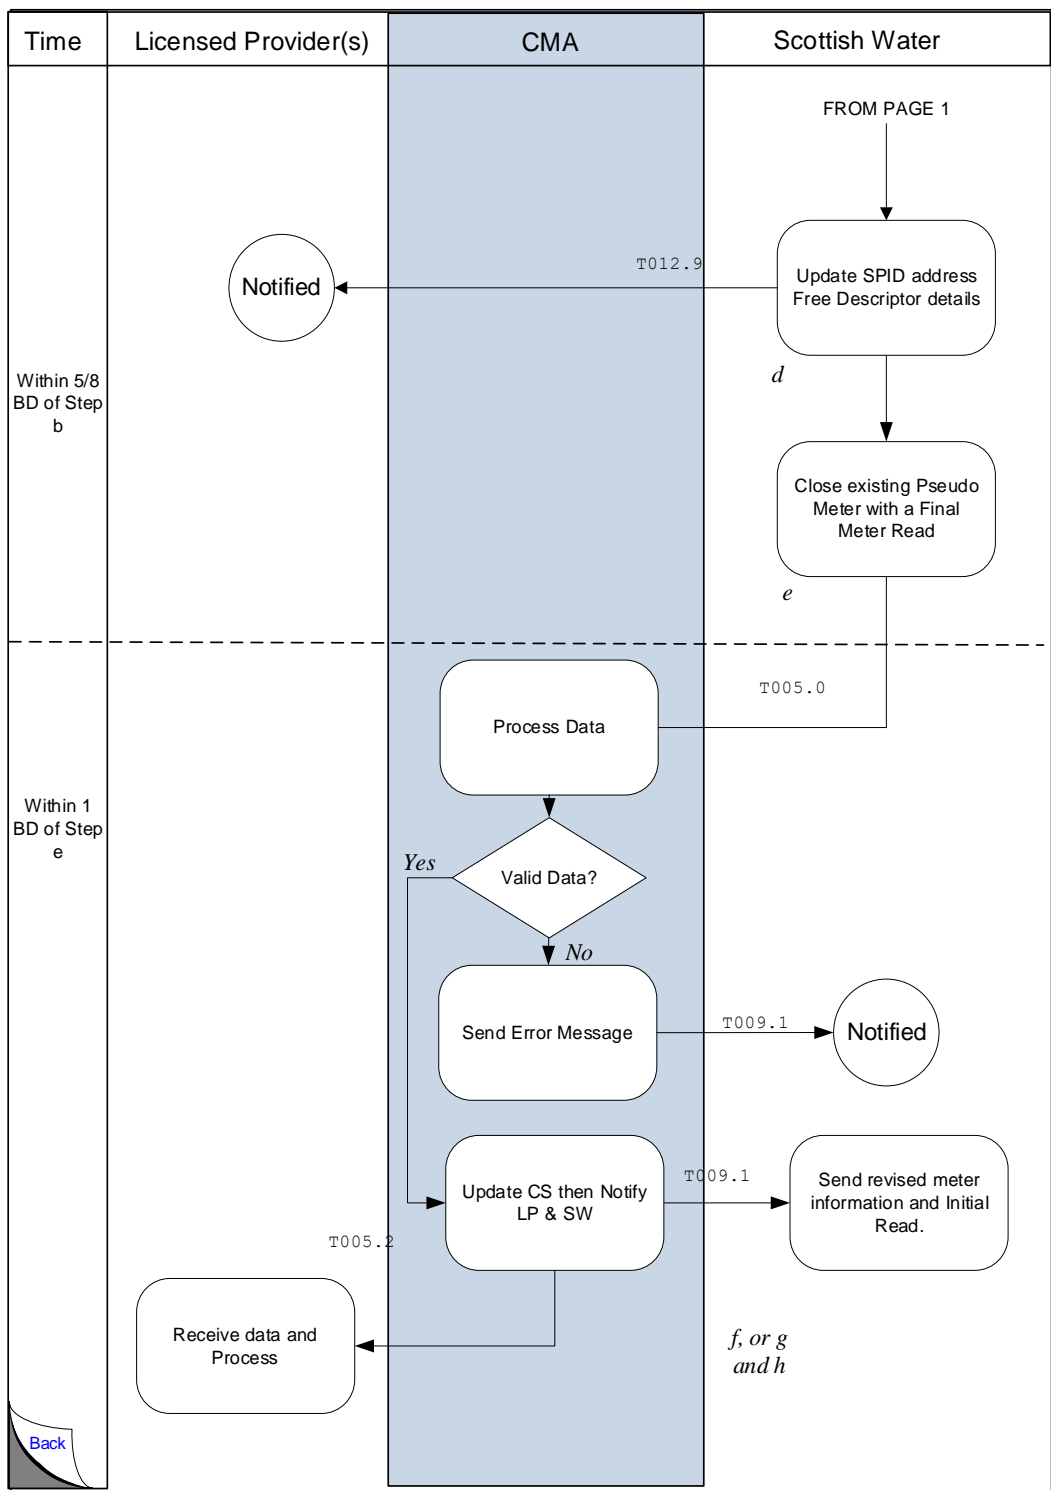 Time
Licensed Provider(s)
CMA
Scottish Water
FROM PAGE 1
T012.9
Notified
Update SPID address
Free Descriptor details
Within 5/8
BD of Step
b
d
Close existing Pseudo
Meter with a Final
Meter Read
e
T005.0
Process Data
Within 1
BD of Step
e
Yes
Valid Data?
No
Send Error Message
T009.1
Notified
Update CS then Notify
LP & SW
T009.1
Send revised meter
information and Initial
Read.
T005.2
Receive data and
Process
f, or g
and h
Back